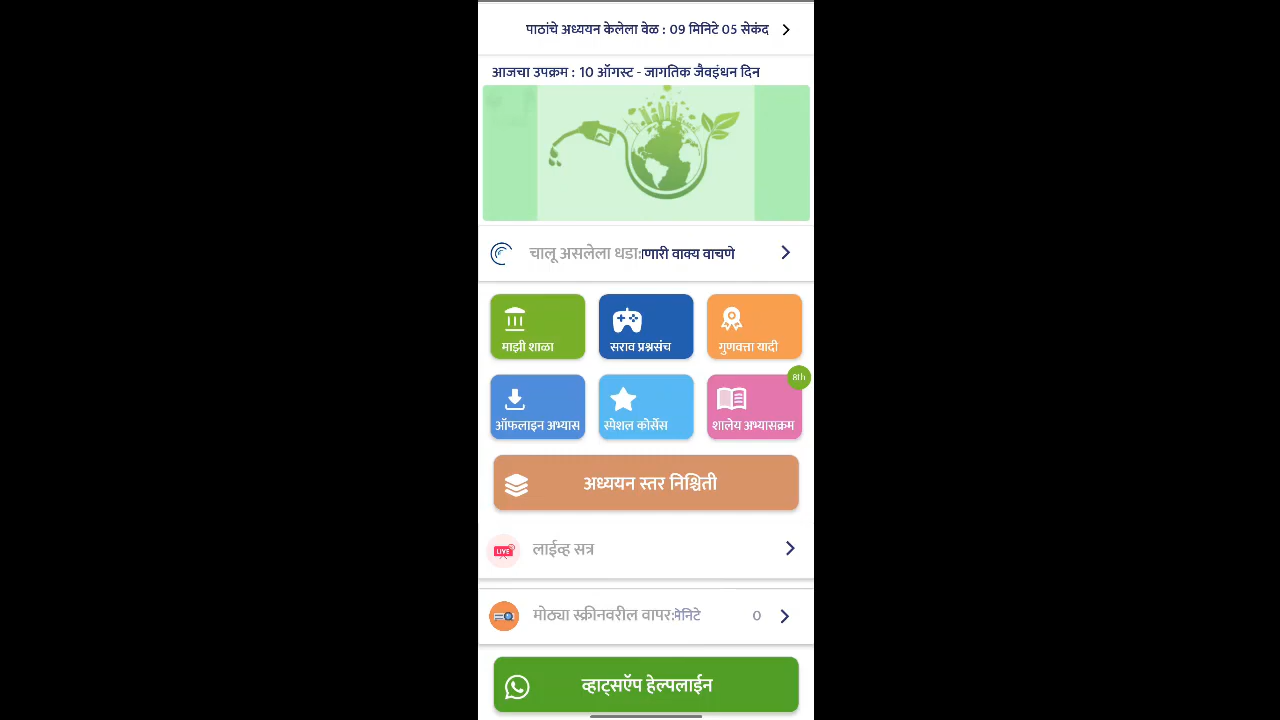 पाठांचे अध्ययन केलेला वेळ : 09 मिनिटे 05 सेकंद
आजचा उपक्रम : 10 ऑगस्ट - जागतिक जैवइंधन दिन
चालू असलेला धडा: णारी वाक्य वाचणे
माझी शाळा
सराव प्रश्नसंच
गुणवत्ता यादी
8th
ऑफलाइन अभ्यास
स्पेशल कोर्सेस
शालेय अभ्यासक्रम
अध्ययन स्तर निश्चिती
LIVE
लाईव्ह सत्र
मोठ्या स्क्रीनवरील वापर: मिनिटे 0
व्हाट्सऍप हेल्पलाईन